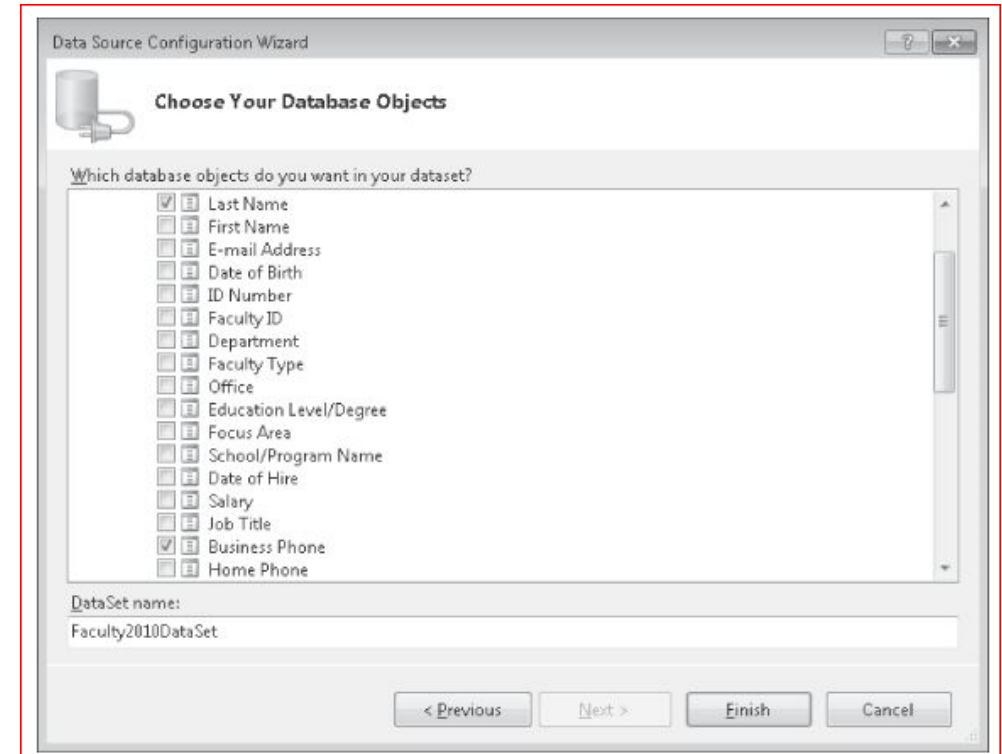 Data Source Configuration Wizard
Choose Your Database Objects
Which database objects do you want in your dataset?
Last Name
First Name
E-mail Address
Date of Birth
ID Number
Faculty ID
Department
Faculty Type
Office
Education Level/Degree
Focus Area
School/Program Name
Date of Hire
Salary
Job Title
Business Phone
Home Phone
DataSet name:
Faculty2010DataSet
< Previous Next > Finish Cancel